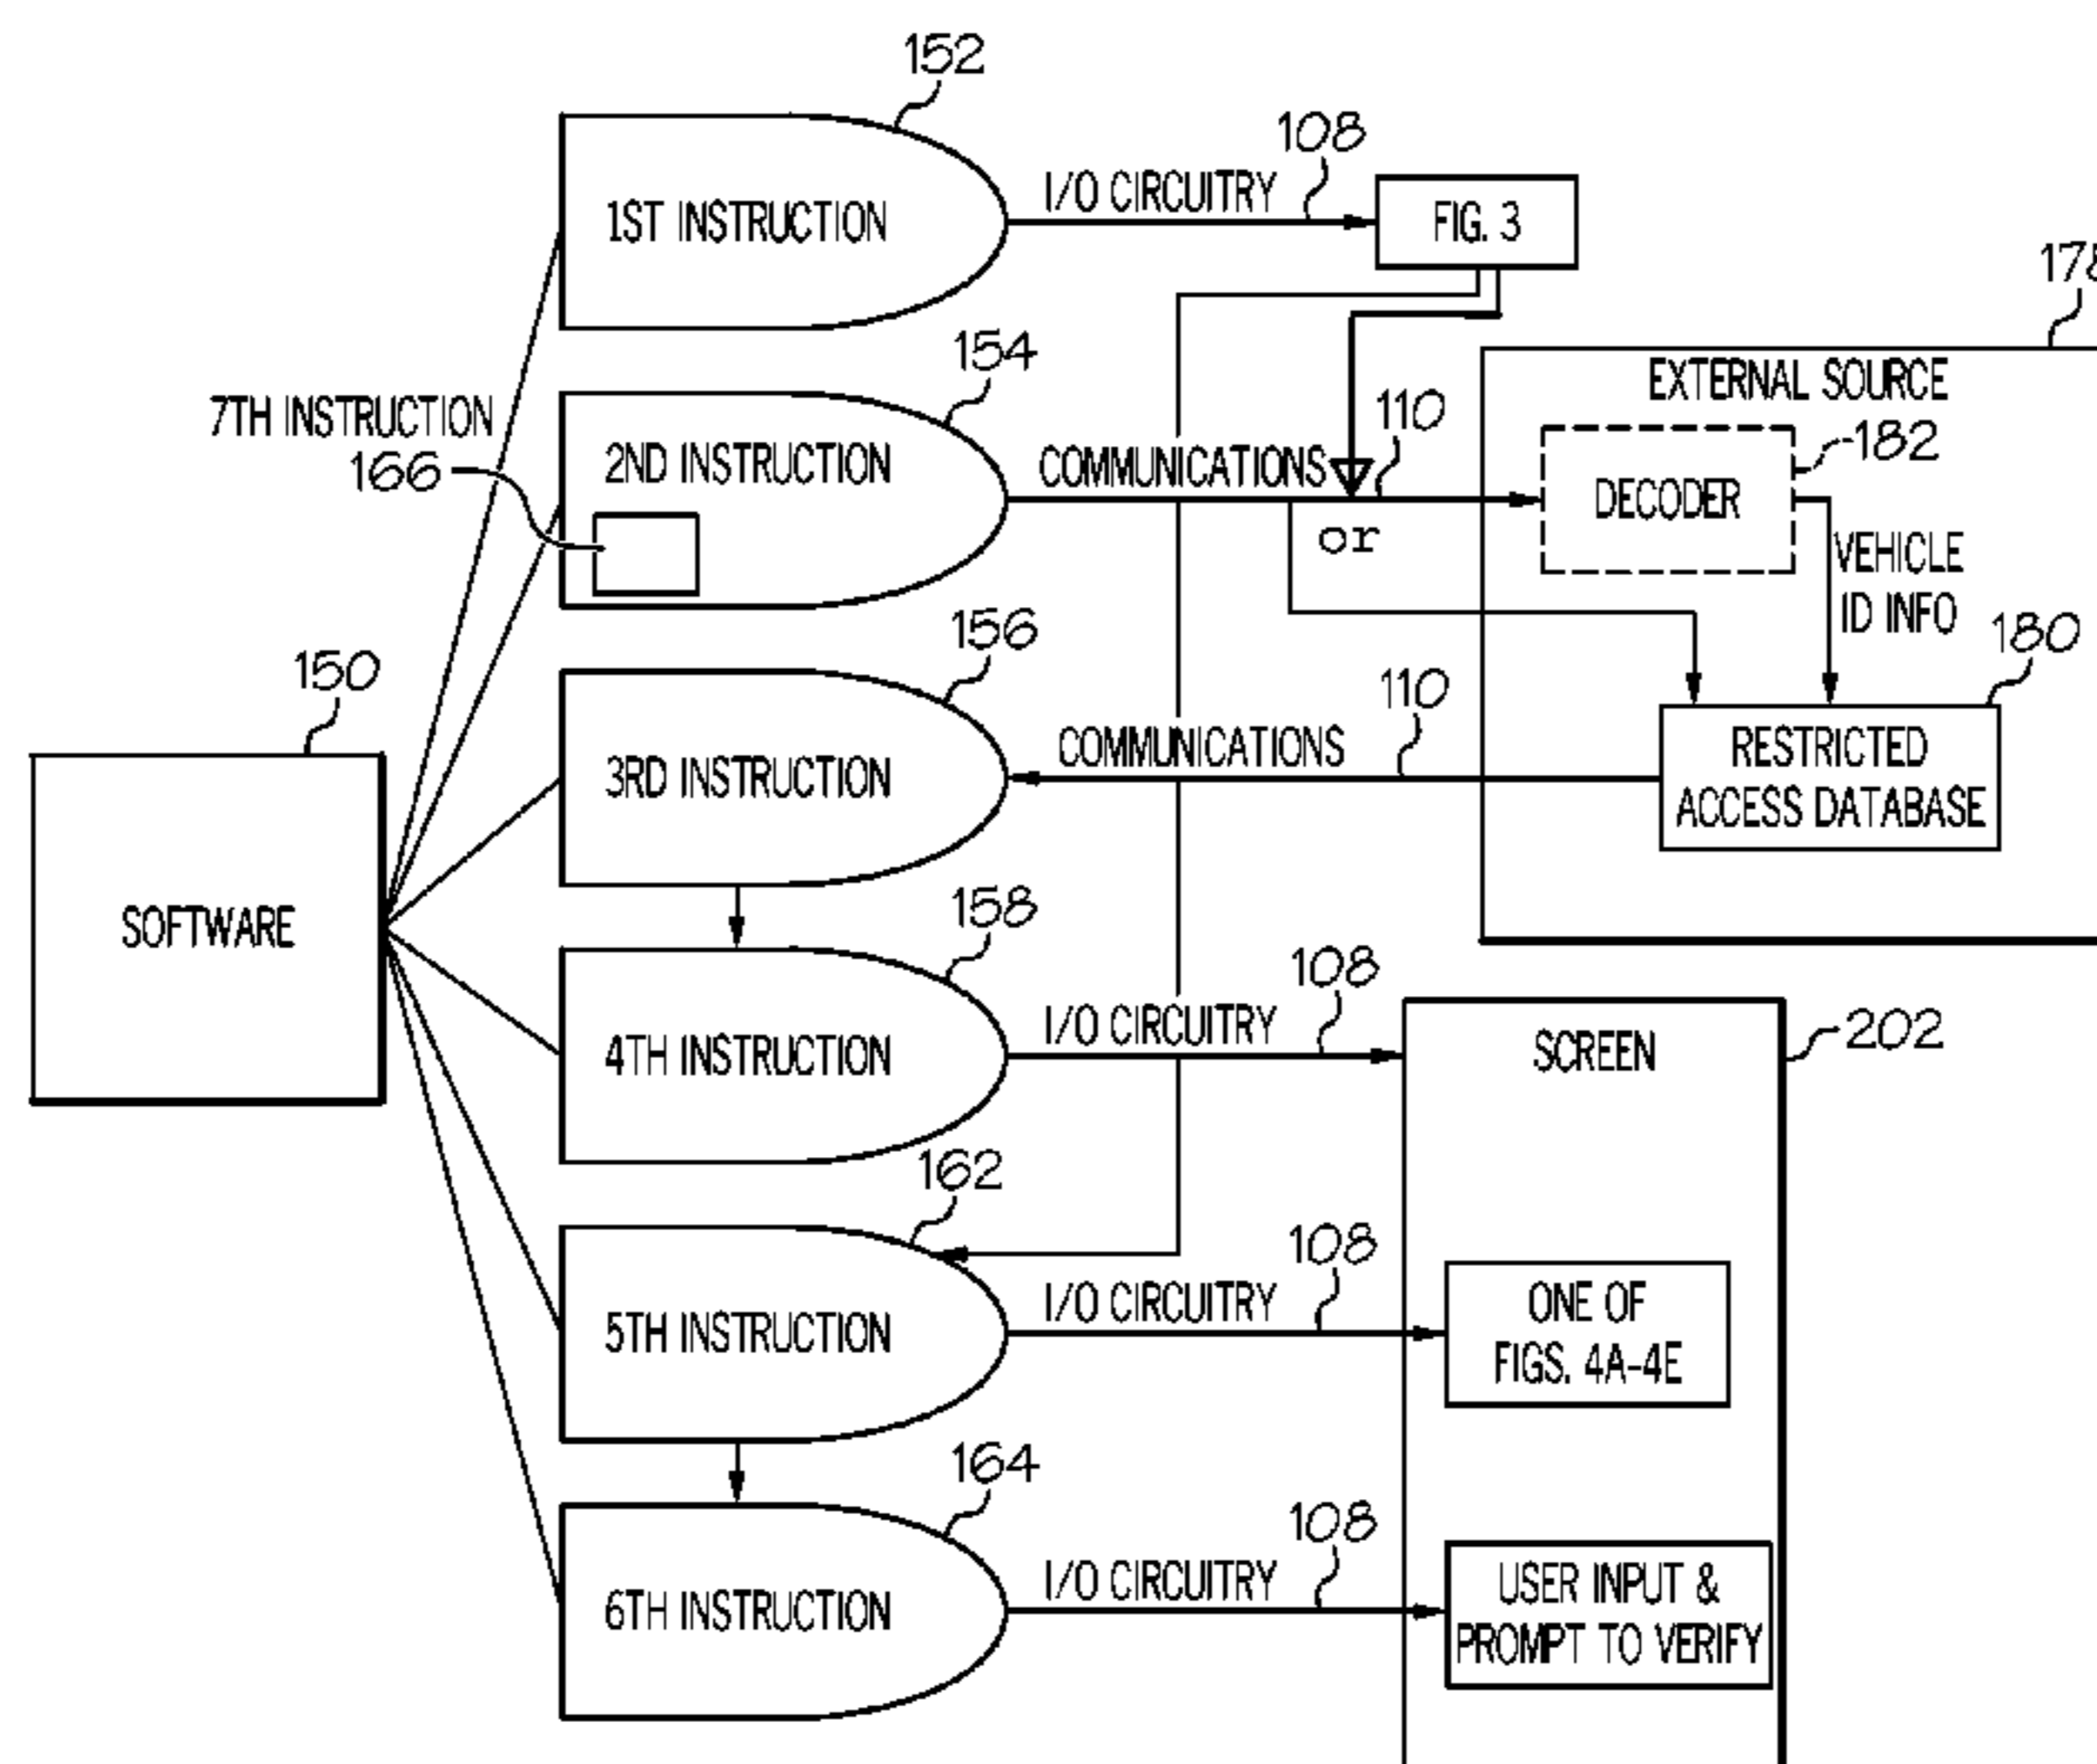 152
108
I/O CIRCUITRY
1ST INSTRUCTION
FIG. 3
178
154
EXTERNAL SOURCE
7TH INSTRUCTION
110
182
166
2ND INSTRUCTION
COMMUNICATIONS
DECODER
or
VEHICLE
ID INFO
156
180
150
110
COMMUNICATIONS
RESTRICTED
ACCESS DATABASE
3RD INSTRUCTION
SOFTWARE
158
108
I/O CIRCUITRY
202
SCREEN
4TH INSTRUCTION
162
108
I/O CIRCUITRY
ONE OF
FIGS. 4A-4E
5TH INSTRUCTION
164
108
I/O CIRCUITRY
USER INPUT &
PROMPT TO VERIFY
6TH INSTRUCTION